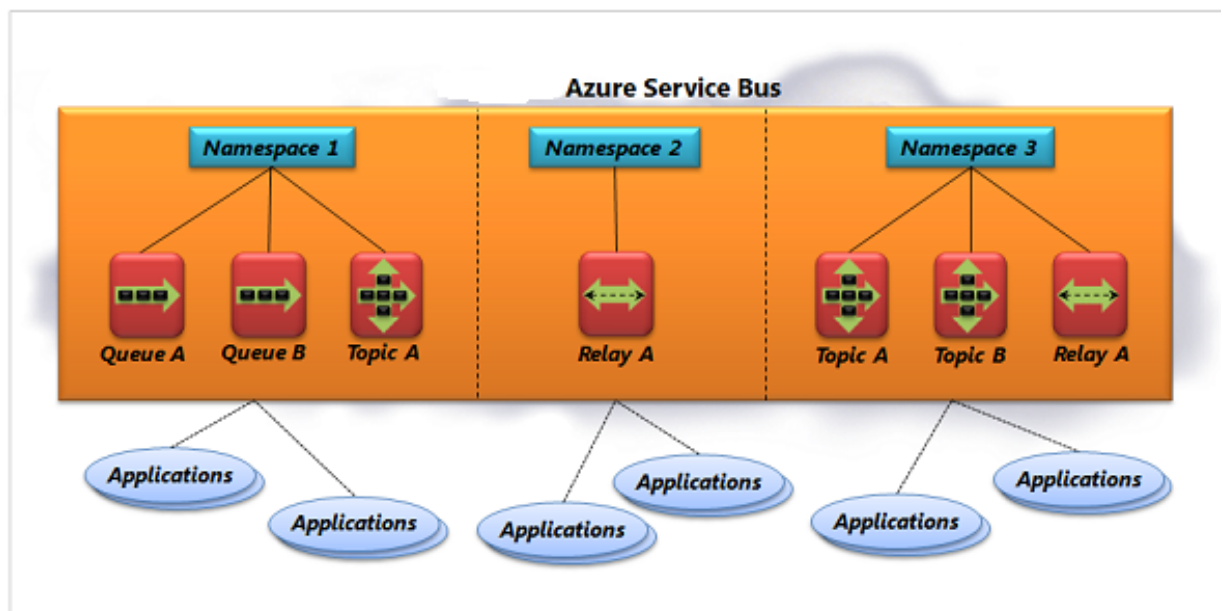 Azure Service Bus
Namespace 1
Namespace 2
Namespace 3
Queue A
Queue B
Topic A
Relay A
Topic A
Topic B
Relay A
Applications
Applications
Applications
Applications
Applications
Applications